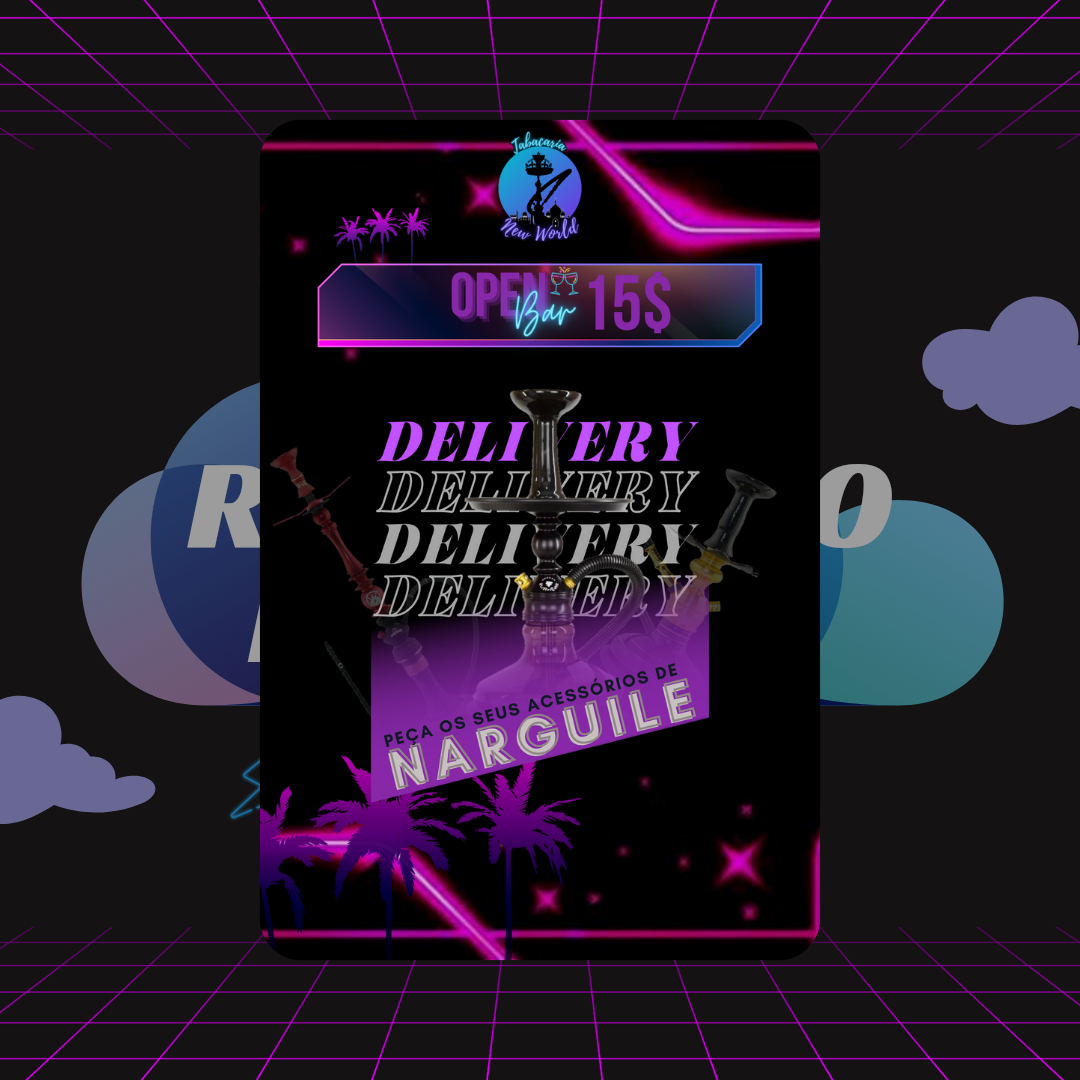 Tabacaria
New World
OPEN
Bar
15$
DELIVERY
DELIVERY
DELIVERY
DELIVERY
PEÇA OS SEUS ACESSÓRIOS DE
NARGUILE
R
O